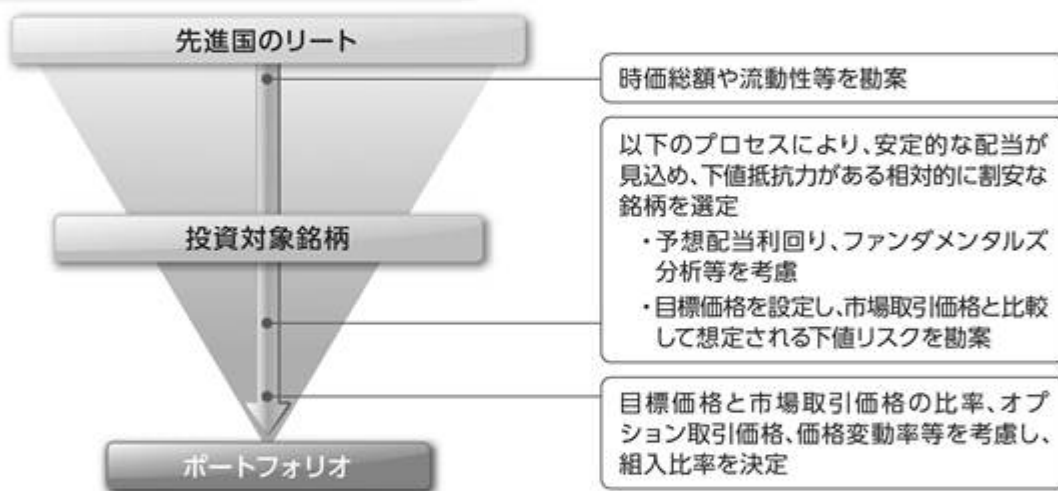 先進国のリート
時価総額や流動性等を勘案
以下のプロセスにより、安定的な配当が
見込め、下値抵抗力がある相対的に割安な
銘柄を選定
・予想配当利回り、ファンダメンタルズ
分析等を考慮
・目標価格を設定し、市場取引価格と比較
して想定される下値リスクを勘案
投資対象銘柄
目標価格と市場取引価格の比率、オプ
ション取引価格、価格変動率等を考慮し、
組入比率を決定
ポートフォリオ